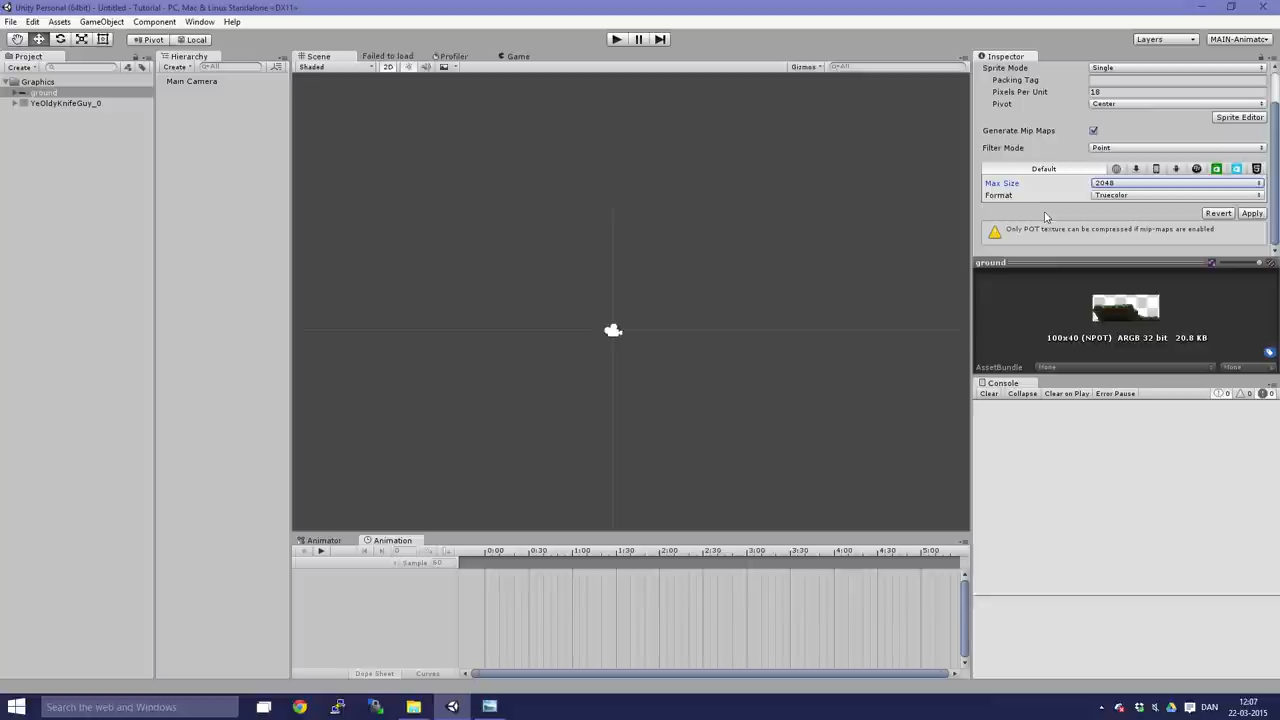 Unity Personal (64bit) - Untitled - Tutorial - PC, Mac & Linux Standalone <DX11>
File Edit Assets GameObject Component Window Help
Pivot Local Layers MAIN-Animate
Project Hierarchy Scene Failed to load Profiler Game Inspector
Create Create All Shaded 2D Gizmos All
Sprite Mode Single
Packing Tag
Pixels Per Unit 18
Pivot Center
Sprite Editor
Generate Mip Maps
Filter Mode Point
Default
Max Size 2048
Format Truecolor
Revert Apply
Only POT texture can be compressed if mip-maps are enabled
Graphics
ground
YeOldyKnifeGuy_0
Main Camera
ground
100x40 (NPOT) ARGB 32 bit 20.8 KB
AssetBundle None None
Console
Clear Collapse Clear on Play Error Pause 0 0 0
Animator Animation
0 0:00 0:30 1:00 1:30 2:00 2:30 3:00 3:30 4:00 4:30 5:00
Sample 60
Dope Sheet Curves
Search the web and Windows
DAN 12:07
22-03-2015